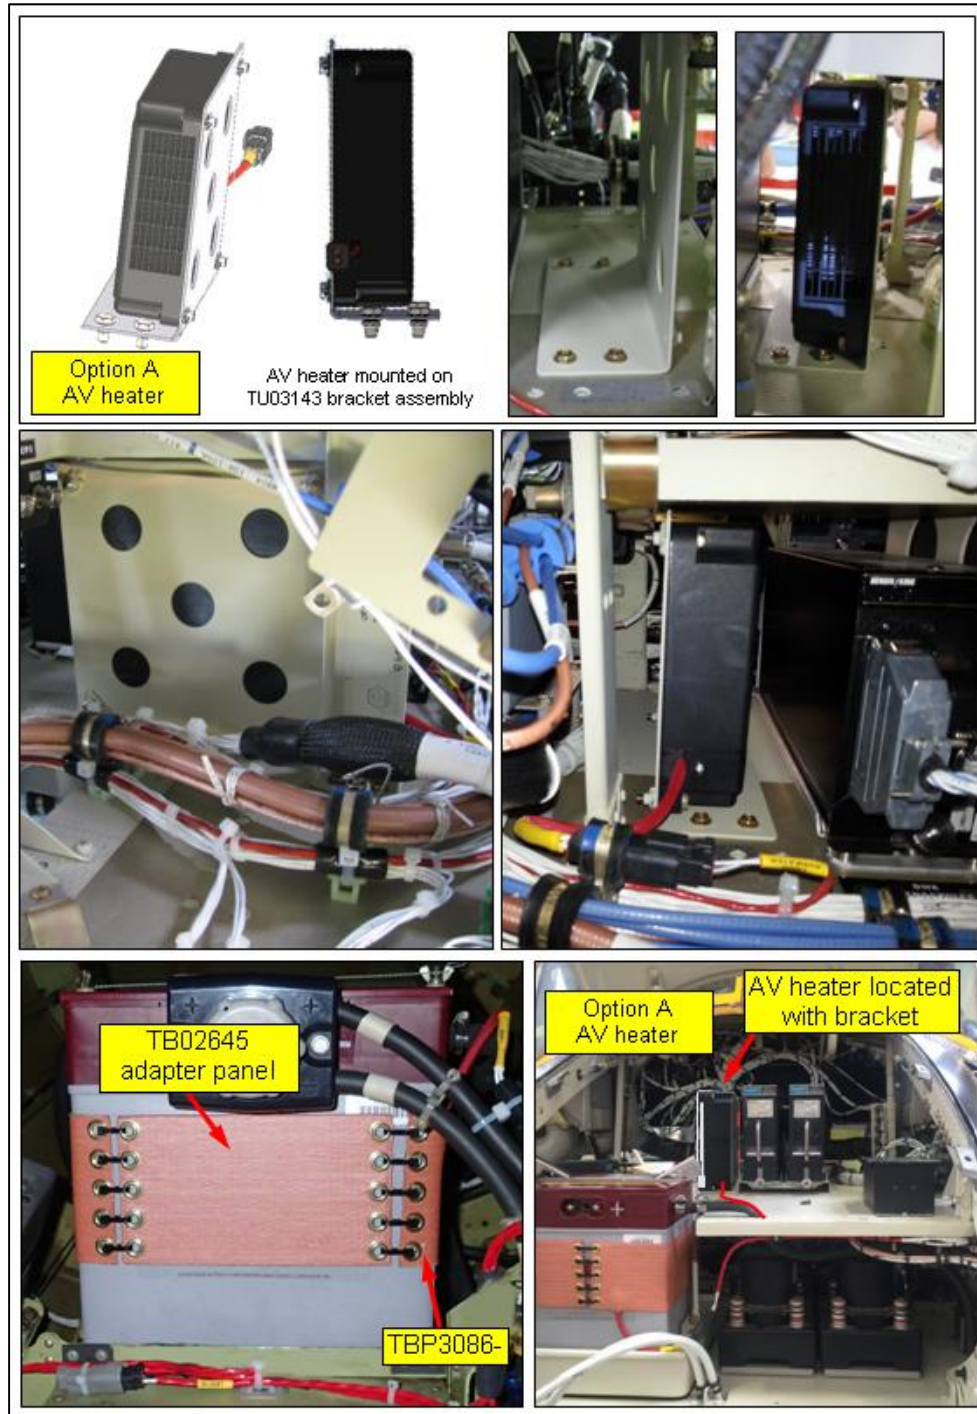 Option A
AV heater
AV heater mounted on
TU03143 bracket assembly
TB02645
adapter panel
TBP3086-
Option A
AV heater
AV heater located
with bracket